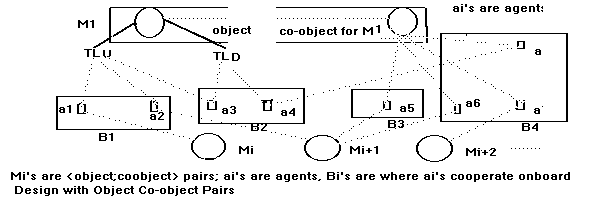 ai's are agents
M1
object
co-object for M1
TLU
TLD
a
a1
a2
a3
a4
a5
a6
a
B1
B2
B3
B4
Mi
Mi+1
Mi+2
Mi's are <object;coobject> pairs; ai's are agents, Bi's are where ai's cooperate onboard
Design with Object Co-object Pairs